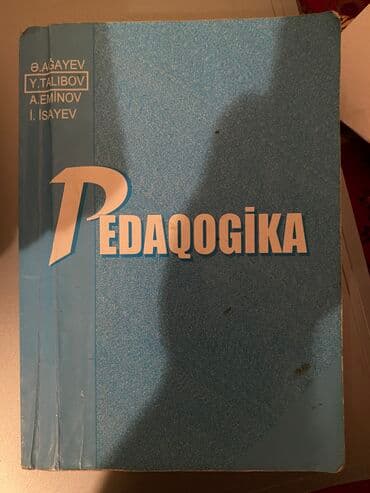 Ə.AĞAYEV
Y.TALIBOV
A.EMİNOV
İ. İSAYEV
PEDAQOGİKA